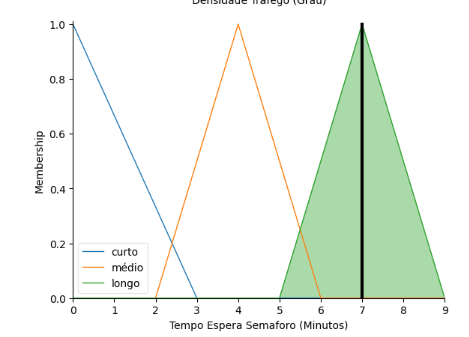 Densidade Trafego (Grau)
1.0
0.8
0.6
0.4
0.2
0.0
Membership
curto
médio
longo
0 1 2 3 4 5 6 7 8 9
Tempo Espera Semaforo (Minutos)